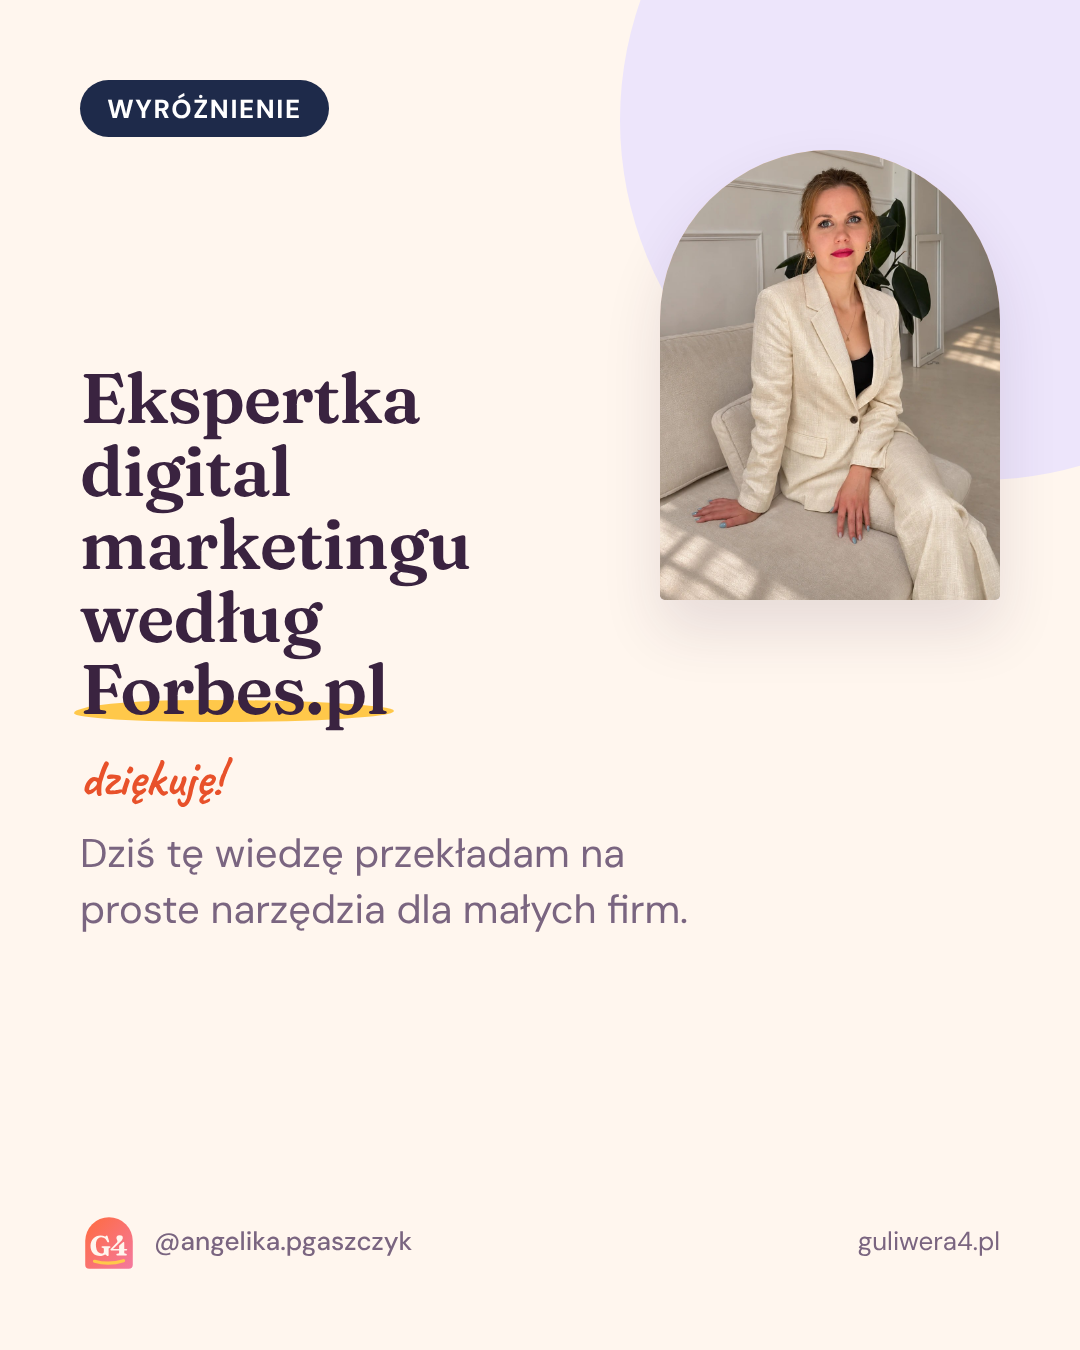 WYRÓŻNIENIE
Ekspertka
digital
marketingu
według
Forbes.pl
dziękuję!
Dziś tę wiedzę przekładam na
proste narzędzia dla małych firm.
G4
@angelika.pgaszczyk
guliwera4.pl